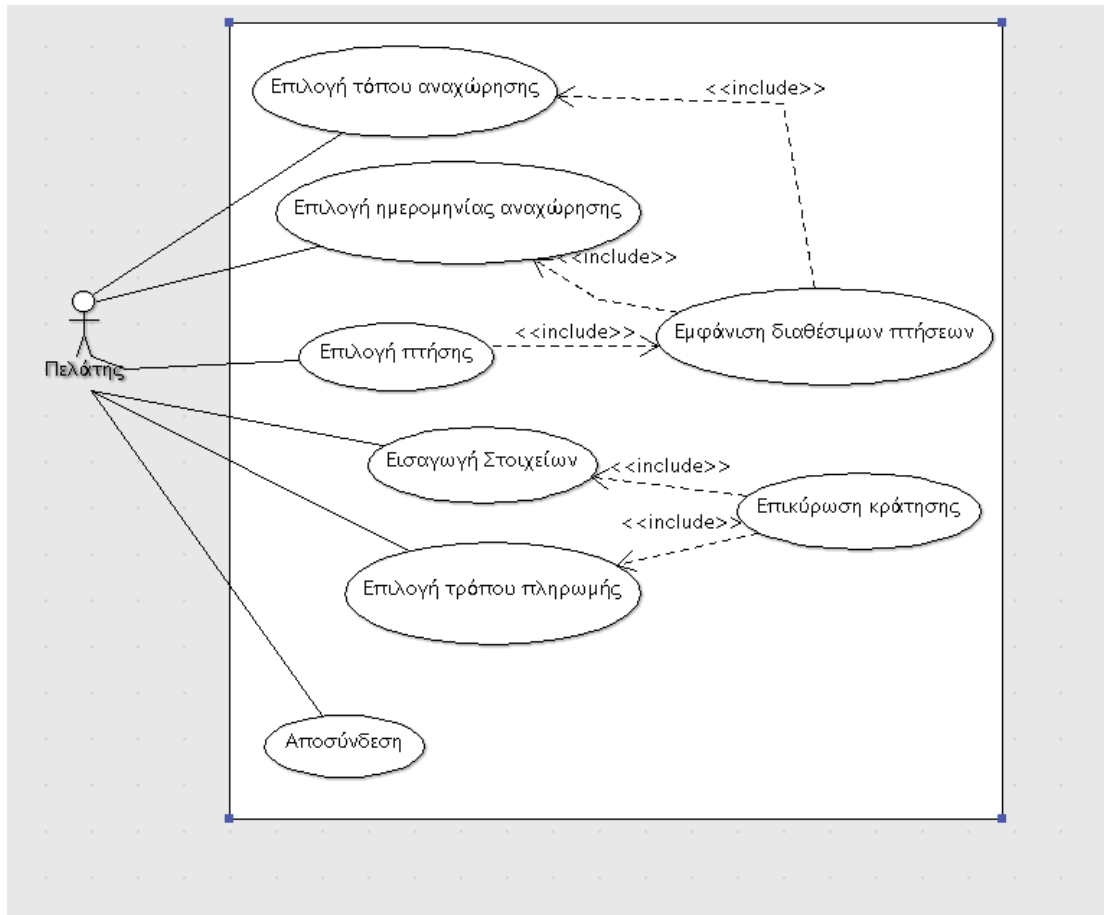 Επιλογή τόπου αναχώρησης
<<include>>
Επιλογή ημερομηνίας αναχώρησης
<<include>>
Πελάτης
Επιλογή πτήσης
<<include>>
Εμφάνιση διαθέσιμων πτήσεων
Εισαγωγή Στοιχείων
<<include>>
Επικύρωση κράτησης
<<include>>
Επιλογή τρόπου πληρωμής
Αποσύνδεση